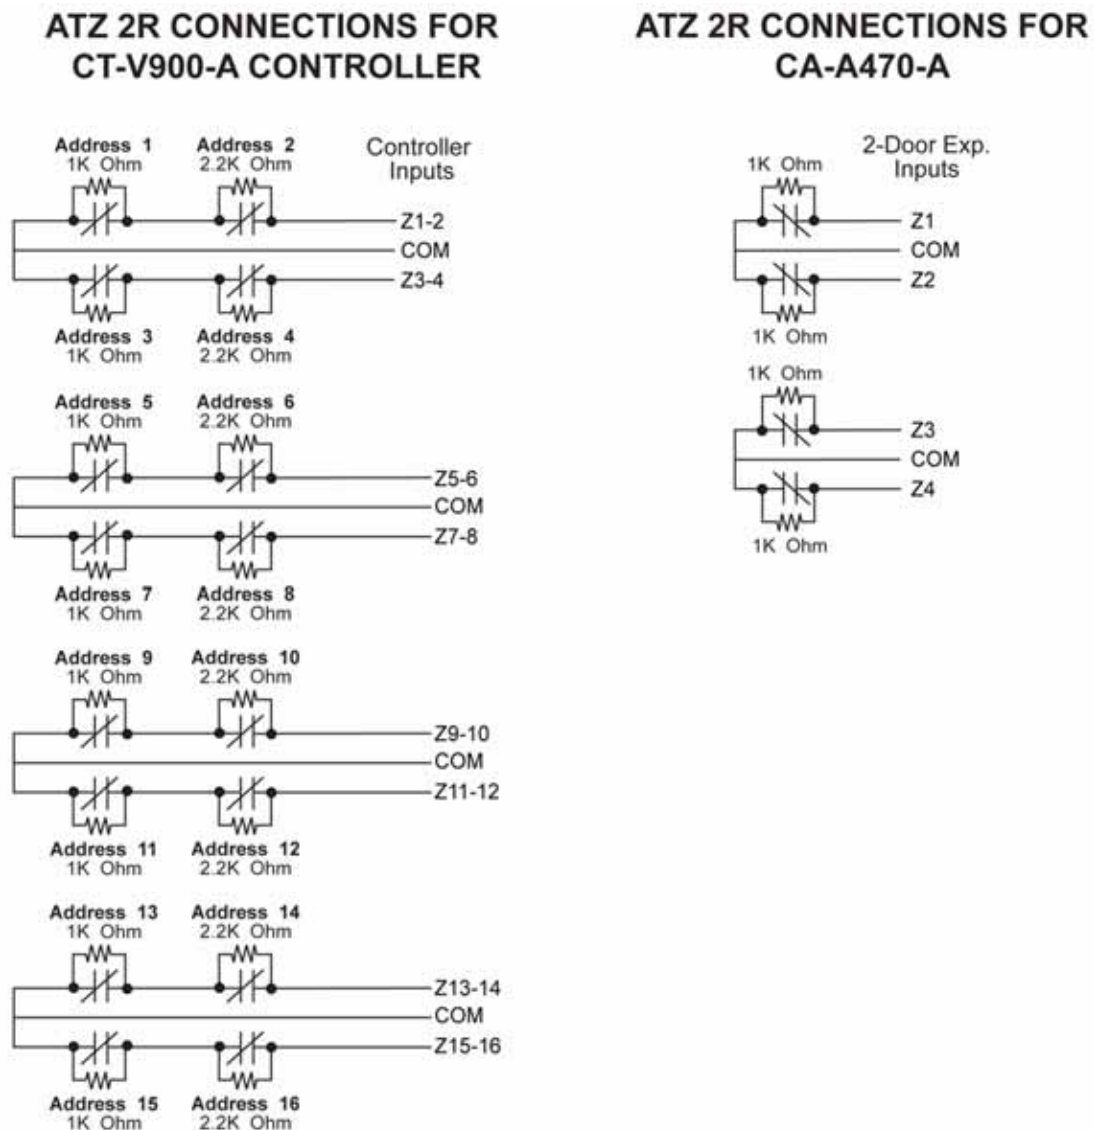 ATZ 2R CONNECTIONS FOR
CT-V900-A CONTROLLER
Address 1
1K Ohm
Address 2
2.2K Ohm
Controller
Inputs
Z1-2
COM
Z3-4
Address 3
1K Ohm
Address 4
2.2K Ohm
Address 5
1K Ohm
Address 6
2.2K Ohm
Z5-6
COM
Z7-8
Address 7
1K Ohm
Address 8
2.2K Ohm
Address 9
1K Ohm
Address 10
2.2K Ohm
Z9-10
COM
Z11-12
Address 11
1K Ohm
Address 12
2.2K Ohm
Address 13
1K Ohm
Address 14
2.2K Ohm
Z13-14
COM
Z15-16
Address 15
1K Ohm
Address 16
2.2K Ohm
ATZ 2R CONNECTIONS FOR
CA-A470-A
1K Ohm
2-Door Exp.
Inputs
Z1
COM
Z2
1K Ohm
1K Ohm
Z3
COM
Z4
1K Ohm